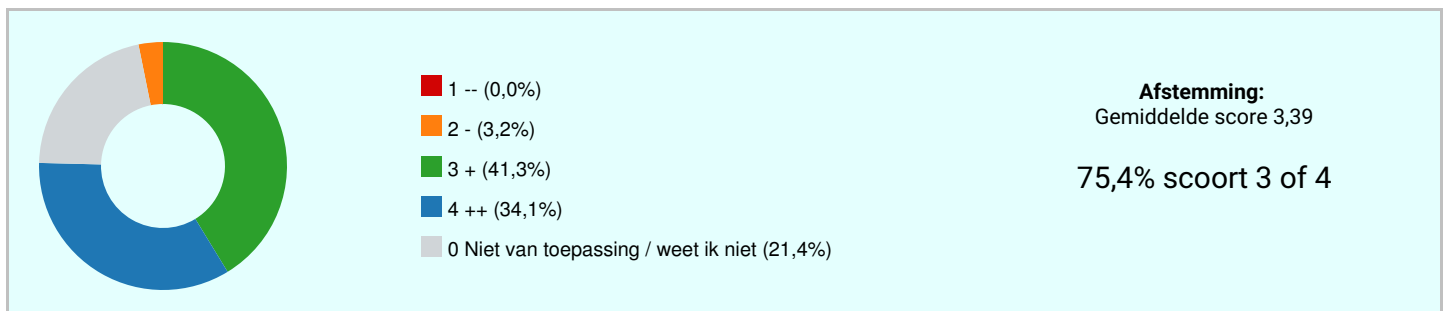 1 -- (0,0%)
2 - (3,2%)
3 + (41,3%)
4 ++ (34,1%)
0 Niet van toepassing / weet ik niet (21,4%)
Afstemming:
Gemiddelde score 3,39
75,4% scoort 3 of 4